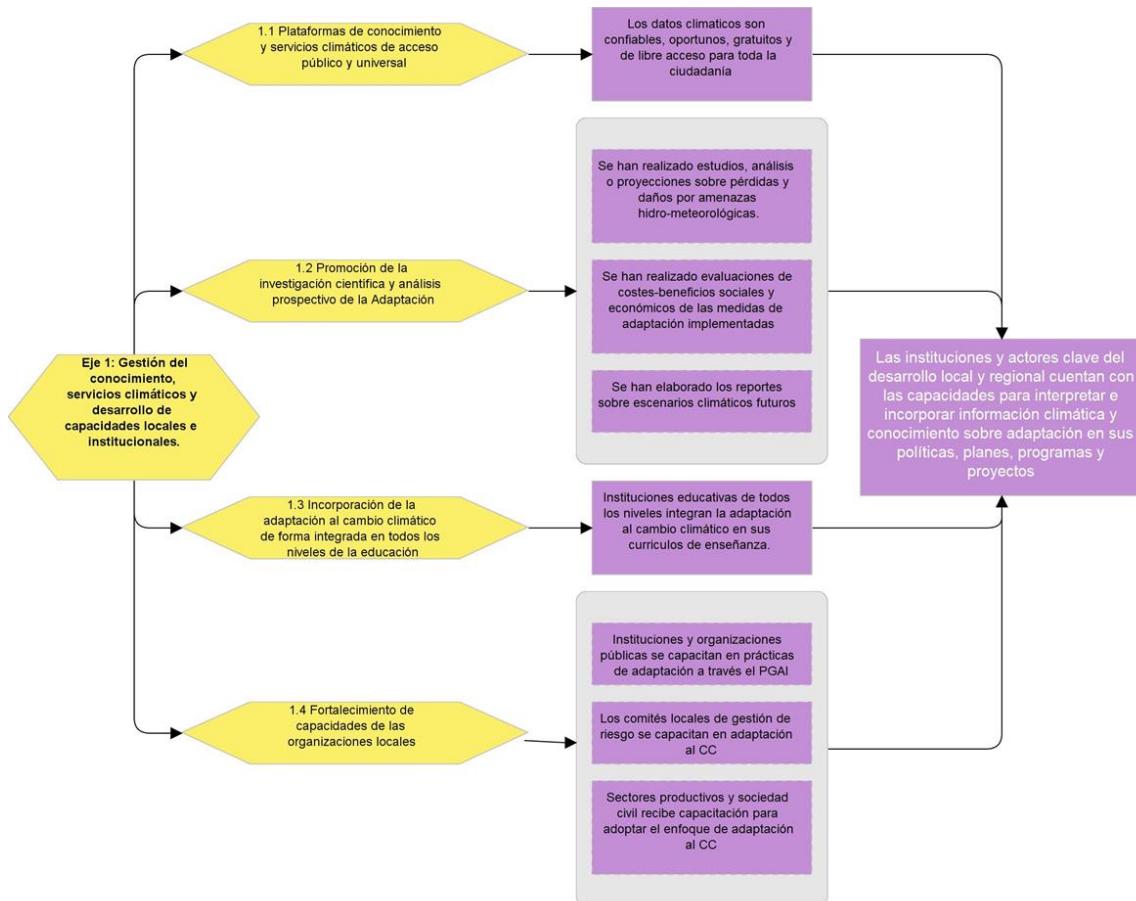 1.1 Plataformas de conocimiento
y servicios climáticos de acceso
público y universal
Los datos climaticos son
confiables, oportunos, gratuitos y
de libre acceso para toda la
ciudadanía
Se han realizado estudios, análisis
o proyecciones sobre pérdidas y
daños por amenazas
hidro-meteorológicas.
1.2 Promoción de la
investigación científica y análisis
prospectivo de la Adaptación
Se han realizado evaluaciones de
costes-beneficios sociales y
económicos de las medidas de
adaptación implementadas
Se han elaborado los reportes
sobre escenarios climáticos futuros
Eje 1: Gestión del
conocimiento,
servicios climáticos y
desarrollo de
capacidades locales e
institucionales.
Las instituciones y actores clave del
desarrollo local y regional cuentan con
las capacidades para interpretar e
incorporar información climática y
conocimiento sobre adaptación en sus
políticas, planes, programas y
proyectos
1.3 Incorporación de la
adaptación al cambio climático
de forma integrada en todos los
niveles de la educación
Instituciones educativas de todos
los niveles integran la adaptación
al cambio climático en sus
curriculos de enseñanza.
Instituciones y organizaciones
públicas se capacitan en prácticas
de adaptación a través el PGAI
1.4 Fortalecimiento de
capacidades de las
organizaciones locales
Los comités locales de gestión de
riesgo se capacitan en adaptación
al CC
Sectores productivos y sociedad
civil recibe capacitación para
adoptar el enfoque de adaptación
al CC